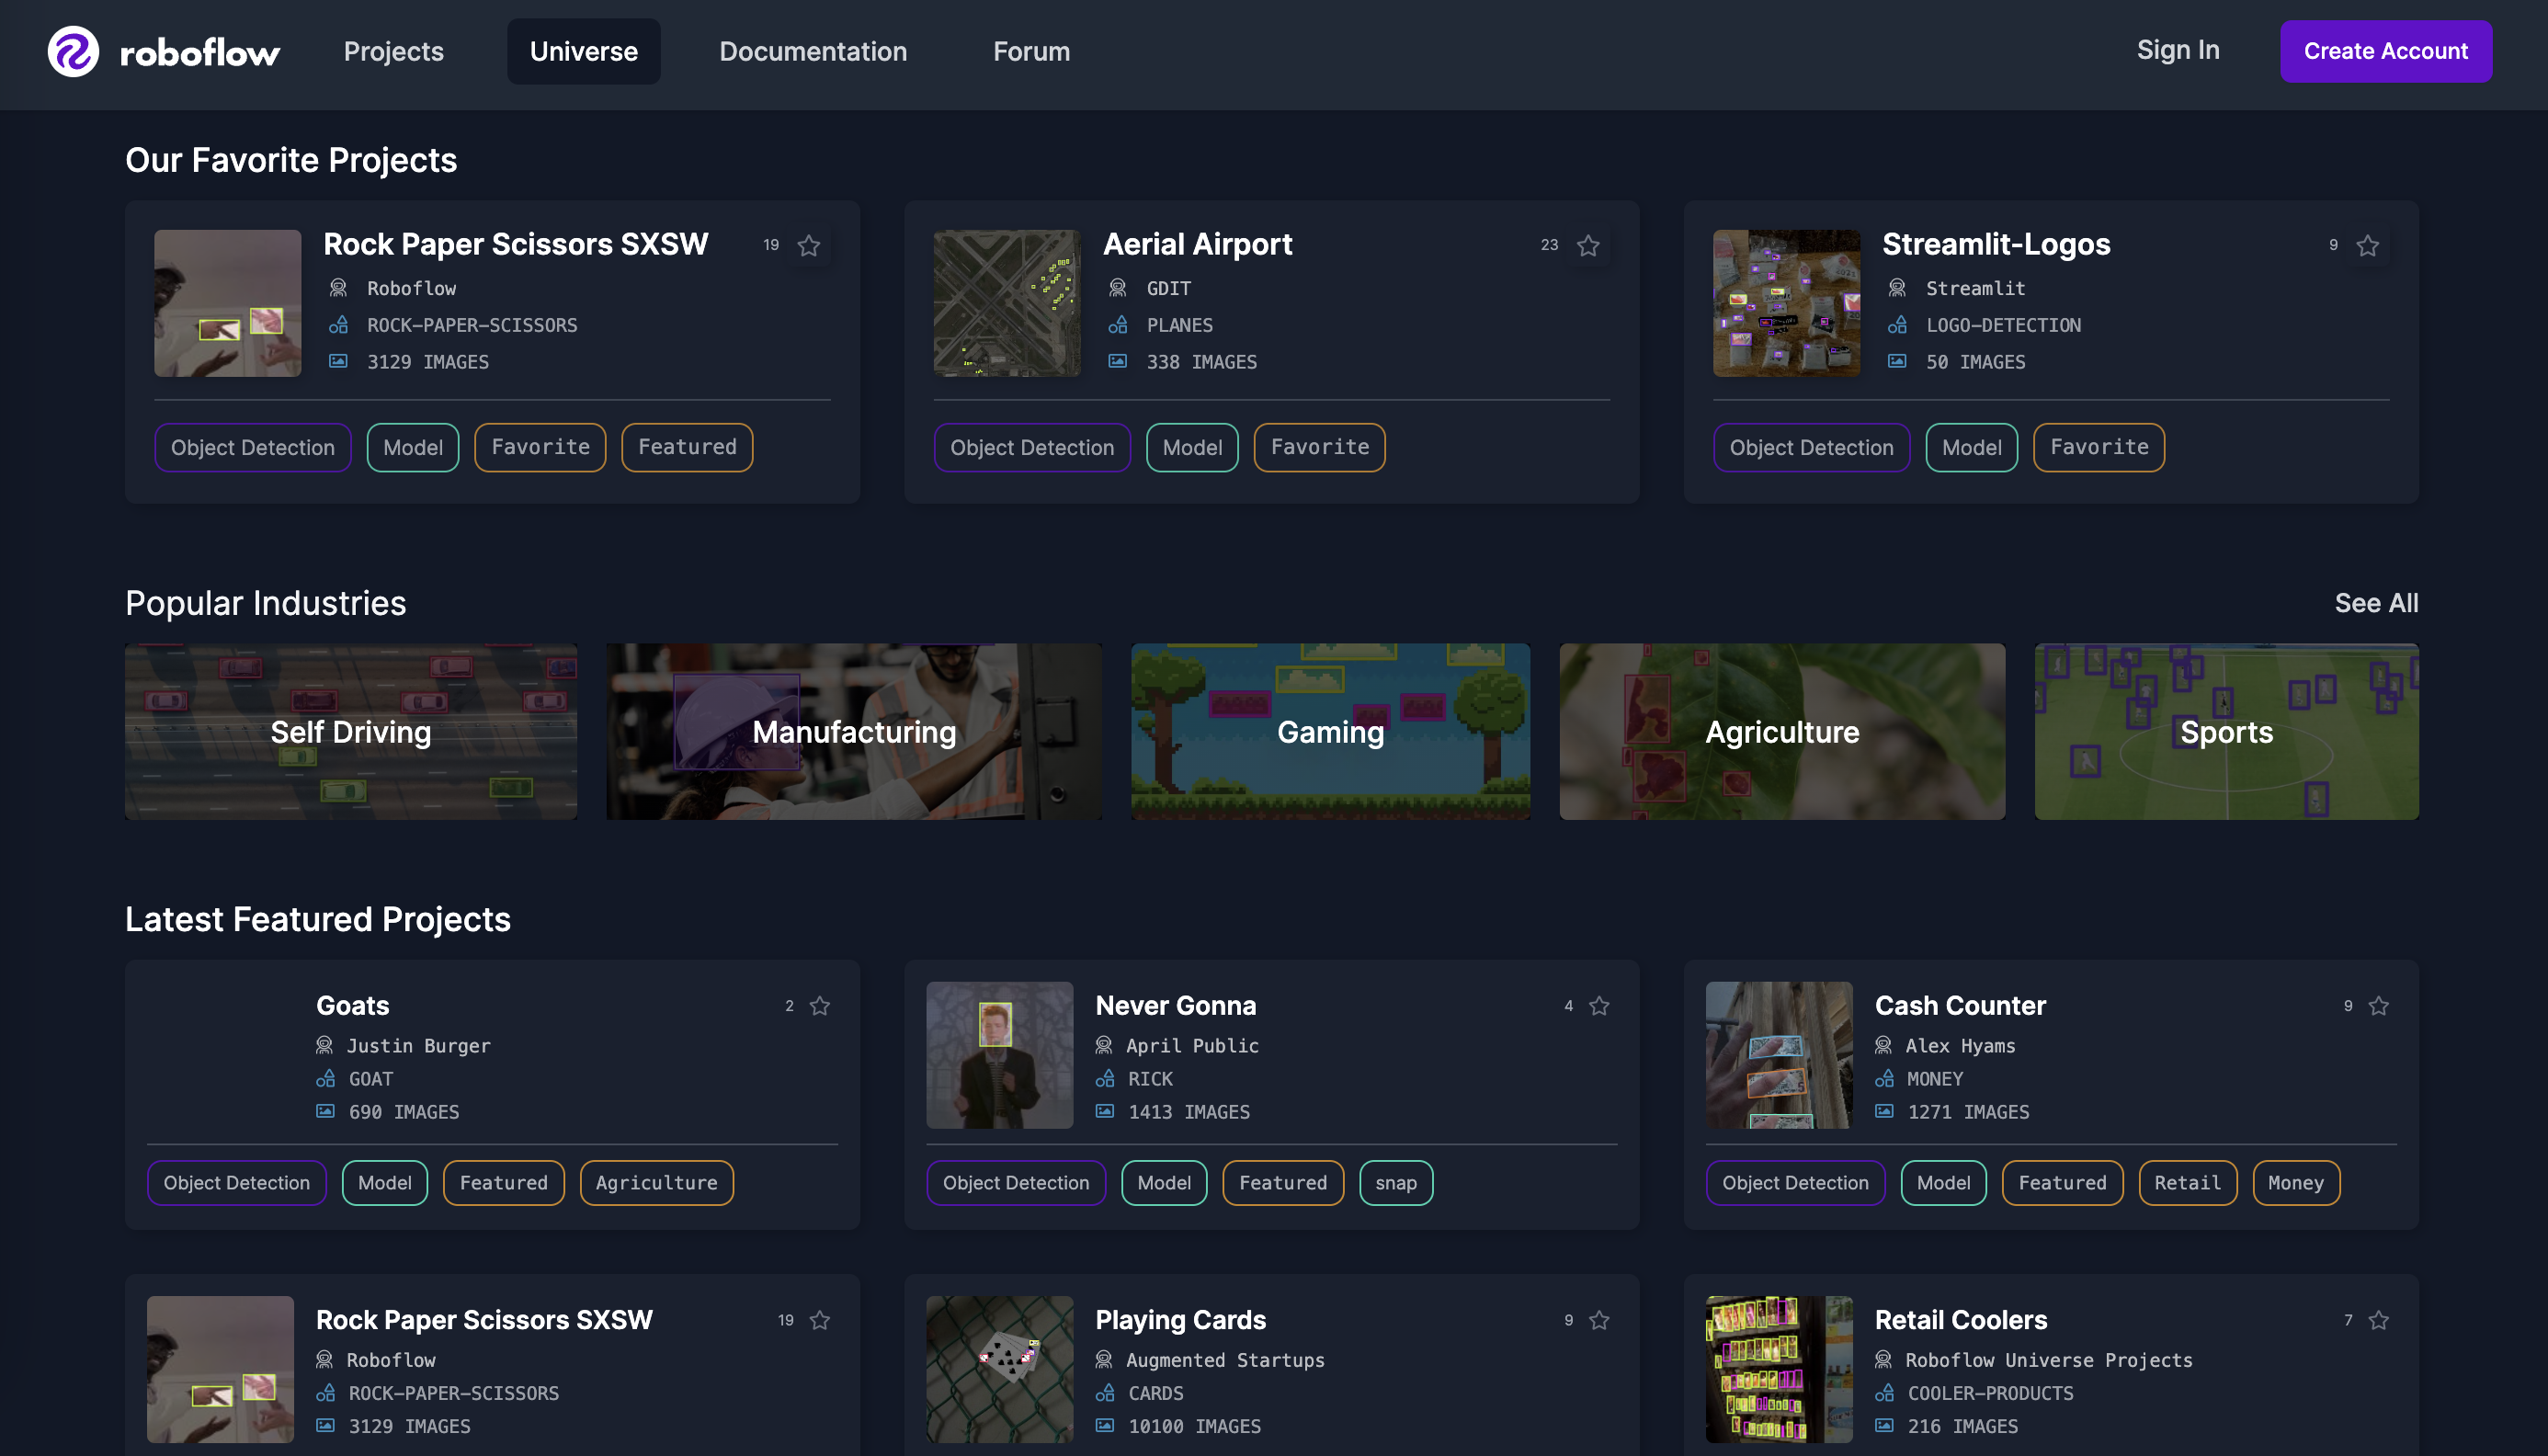 roboflow
Projects
Universe
Documentation
Forum
Sign In
Create Account
Our Favorite Projects
Rock Paper Scissors SXSW
19
Roboflow
ROCK-PAPER-SCISSORS
3129 IMAGES
Object Detection
Model
Favorite
Featured
Aerial Airport
23
GDIT
PLANES
338 IMAGES
Object Detection
Model
Favorite
Streamlit-Logos
9
Streamlit
LOGO-DETECTION
50 IMAGES
Object Detection
Model
Favorite
Popular Industries
See All
Self Driving
Manufacturing
Gaming
Agriculture
Sports
Latest Featured Projects
Goats
2
Justin Burger
GOAT
690 IMAGES
Object Detection
Model
Featured
Agriculture
Never Gonna
4
April Public
RICK
1413 IMAGES
Object Detection
Model
Featured
snap
Cash Counter
9
Alex Hyams
MONEY
1271 IMAGES
Object Detection
Model
Featured
Retail
Money
Rock Paper Scissors SXSW
19
Roboflow
ROCK-PAPER-SCISSORS
3129 IMAGES
Playing Cards
9
Augmented Startups
CARDS
10100 IMAGES
Retail Coolers
7
Roboflow Universe Projects
COOLER-PRODUCTS
216 IMAGES